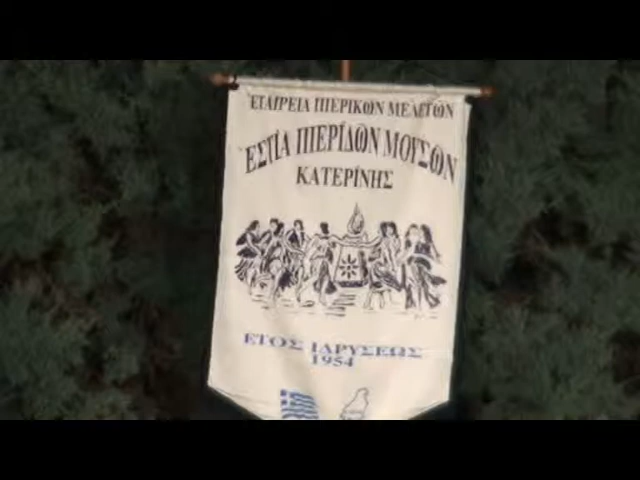 ΕΤΑΙΡΕΙΑ ΠΙΕΡΙΚΩΝ ΜΕΛΕΤΩΝ
ΕΣΤΙΑ ΠΙΕΡΙΔΩΝ ΜΟΥΣΩΝ
ΚΑΤΕΡΙΝΗΣ
ΕΤΟΣ ΙΔΡΥΣΕΩΣ
1954